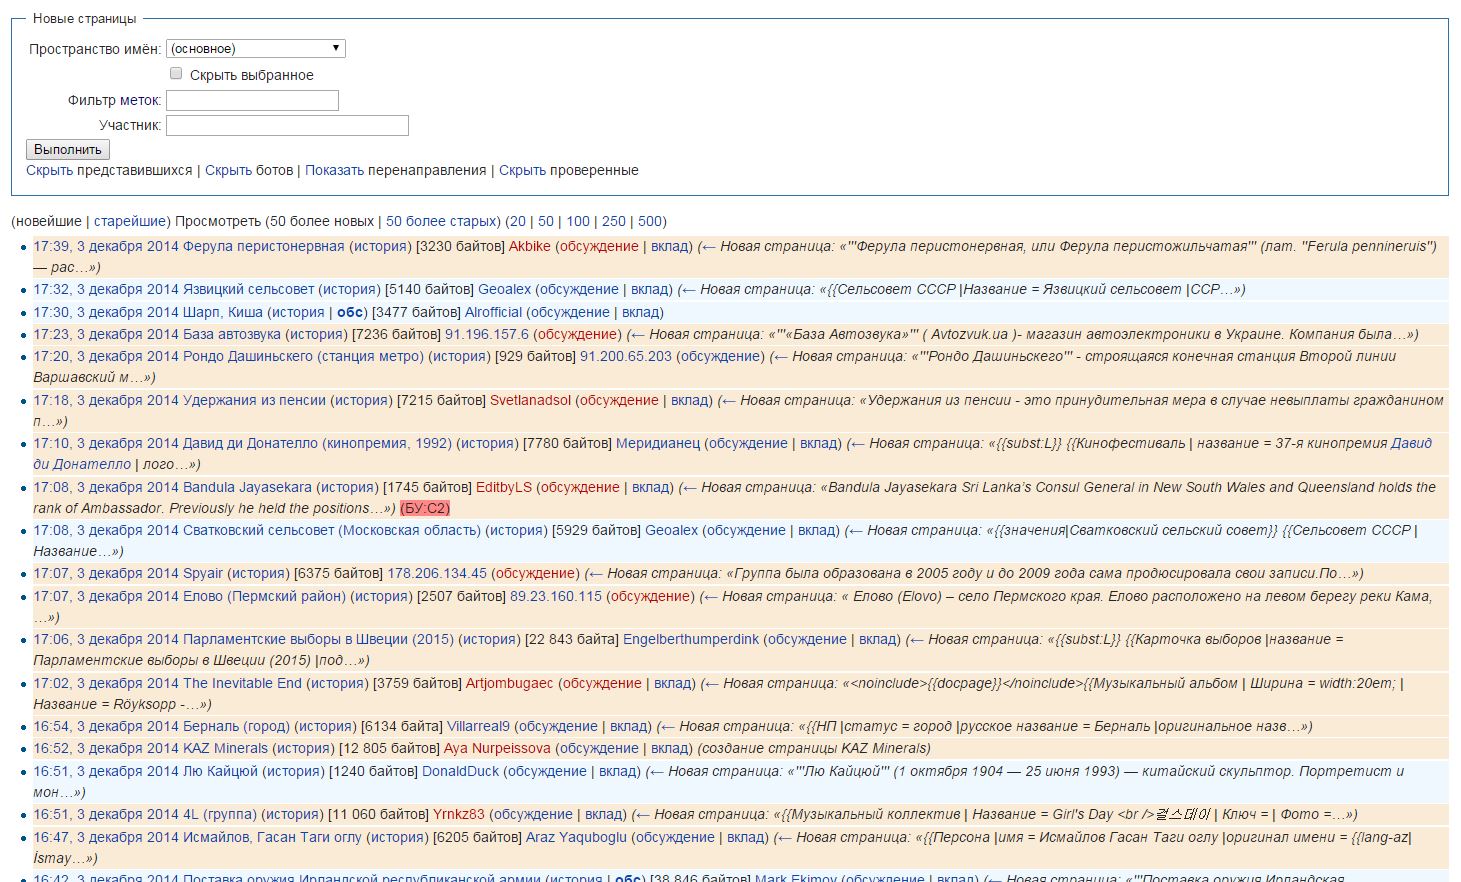 Новые страницы
Пространство имён: (основное)
Скрыть выбранное
Фильтр меток:
Участник:
Выполнить
Скрыть представившихся | Скрыть ботов | Показать перенаправления | Скрыть проверенные
(новейшие | старейшие) Просмотреть (50 более новых | 50 более старых) (20 | 50 | 100 | 250 | 500)
17:39, 3 декабря 2014 Ферула перистонервная (история) [3230 байтов] Akbike (обсуждение | вклад) (← Новая страница: «'''Ферула перистонервная, или Ферула перистожильчатая''' (лат. ''Ferula pennineruis'')
— рас…»)
17:32, 3 декабря 2014 Язвицкий сельсовет (история) [5140 байтов] Geoalex (обсуждение | вклад) (← Новая страница: «{{Сельсовет СССР |Название = Язвицкий сельсовет |ССР…»)
17:30, 3 декабря 2014 Шарп, Киша (история | обс) [3477 байтов] Alrofficial (обсуждение | вклад)
17:23, 3 декабря 2014 База автозвука (история) [7236 байтов] 91.196.157.6 (обсуждение) (← Новая страница: «'''«База Автозвука»''' ( Avtozvuk.ua )- магазин автоэлектроники в Украине. Компания была…»)
17:20, 3 декабря 2014 Рондо Дашиньскего (станция метро) (история) [929 байтов] 91.200.65.203 (обсуждение) (← Новая страница: «'''Рондо Дашиньскего''' - строящаяся конечная станция Второй линии
Варшавский м…»)
17:18, 3 декабря 2014 Удержания из пенсии (история) [7215 байтов] Svetlanadsol (обсуждение | вклад) (← Новая страница: «Удержания из пенсии - это принудительная мера в случае невыплаты гражданином
п…»)
17:10, 3 декабря 2014 Давид ди Донателло (кинопремия, 1992) (история) [7780 байтов] Меридианец (обсуждение | вклад) (← Новая страница: «{{subst:L}} {{Кинофестиваль | название = 37-я кинопремия Давид
ди Донателло | лого…»)
17:08, 3 декабря 2014 Bandula Jayasekara (история) [1745 байтов] EditbyLS (обсуждение | вклад) (← Новая страница: «Bandula Jayasekara Sri Lanka's Consul General in New South Wales and Queensland holds the
rank of Ambassador. Previously he held the positions…») (БУ:С2)
17:08, 3 декабря 2014 Сватковский сельсовет (Московская область) (история) [5929 байтов] Geoalex (обсуждение | вклад) (← Новая страница: «{{значения|Сватковский сельский совет}} {{Сельсовет СССР |
Название…»)
17:07, 3 декабря 2014 Spyair (история) [6375 байтов] 178.206.134.45 (обсуждение) (← Новая страница: «Группа была образована в 2005 году и до 2009 года сама продюсировала свои записи.По…»)
17:07, 3 декабря 2014 Елово (Пермский район) (история) [2507 байтов] 89.23.160.115 (обсуждение) (← Новая страница: « Елово (Elovo) – село Пермского края. Елово расположено на левом берегу реки Кама,
…»)
17:06, 3 декабря 2014 Парламентские выборы в Швеции (2015) (история) [22 843 байта] Engelberthumperdink (обсуждение | вклад) (← Новая страница: «{{subst:L}} {{Карточка выборов |название =
Парламентские выборы в Швеции (2015) |под…»)
17:02, 3 декабря 2014 The Inevitable End (история) [3759 байтов] Artjombugaec (обсуждение | вклад) (← Новая страница: «<noinclude>{{docpage}}</noinclude>{{Музыкальный альбом | Ширина = width:20em; |
Название = Röyksopp -…»)
16:54, 3 декабря 2014 Берналь (город) (история) [6134 байта] Villarreal9 (обсуждение | вклад) (← Новая страница: «{{НП |статус = город |русское название = Берналь |оригинальное назв…»)
16:52, 3 декабря 2014 KAZ Minerals (история) [12 805 байтов] Aya Nurpeissova (обсуждение | вклад) (создание страницы KAZ Minerals)
16:51, 3 декабря 2014 Лю Кайцюй (история) [1240 байтов] DonaldDuck (обсуждение | вклад) (← Новая страница: «'''Лю Кайцюй''' (1 октября 1904 — 25 июня 1993) — китайский скульптор. Портретист и
мон…»)
16:51, 3 декабря 2014 4L (группа) (история) [11 060 байтов] Yrnkz83 (обсуждение | вклад) (← Новая страница: «{{Музыкальный коллектив | Название = Girl's Day <br />걸스데이 | Ключ = | Фото =…»)
16:47, 3 декабря 2014 Исмайлов, Гасан Таги оглу (история) [6205 байтов] Araz Yaquboglu (обсуждение | вклад) (← Новая страница: «{{Персона |имя = Исмайлов Гасан Таги оглу |оригинал имени = {{lang-az|
İsmay…»)
16:42, 3 декабря 2014 Поставка оружия Ирландской республиканской армии (история | обс) [38 846 байтов] Mark Ekimov (обсуждение | вклад) (← Новая страница: «'''Поставка оружия Ирландская